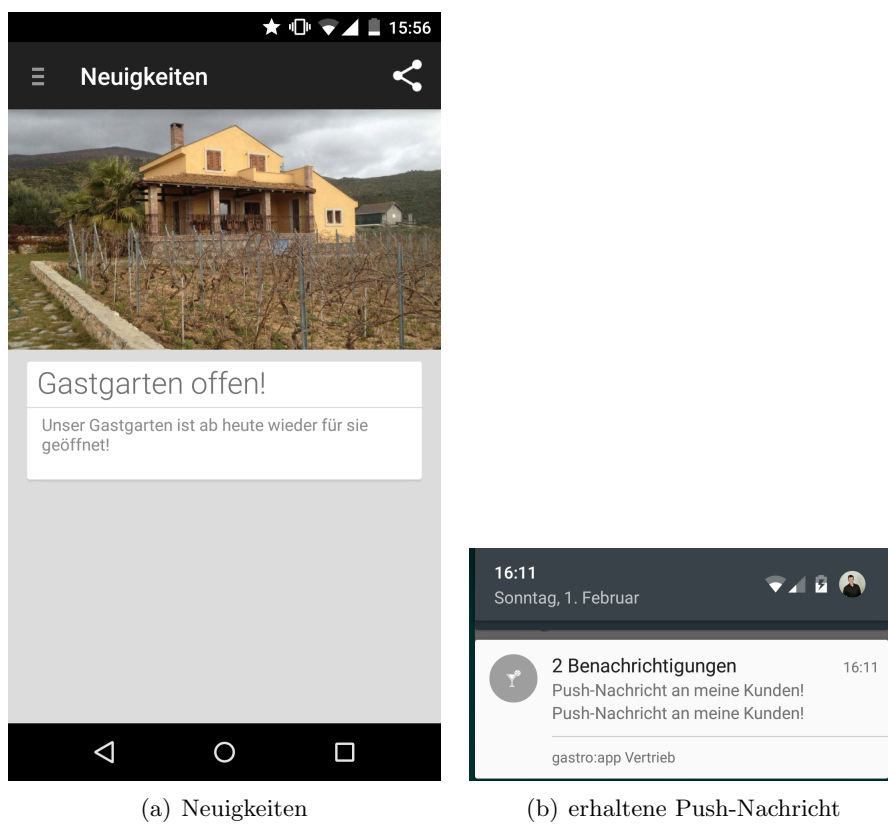 15:56
Neuigkeiten
Gastgarten offen!
Unser Gastgarten ist ab heute wieder für sie
geöffnet!
16:11
Sonntag, 1. Februar
2 Benachrichtigungen 16:11
Push-Nachricht an meine Kunden!
Push-Nachricht an meine Kunden!
gastro:app Vertrieb
(a) Neuigkeiten
(b) erhaltene Push-Nachricht